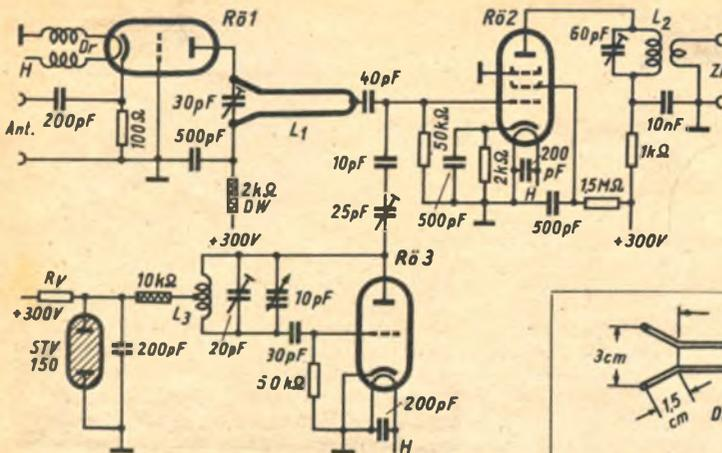 Rö1
Dr
H
Ant.
200pF
100Ω
500pF
30pF
L1
2kΩ
DW
+300V
40pF
10pF
25pF
Rö2
50kΩ
500pF
2kΩ
200
pF
H
500pF
1,5MΩ
60pF
L2
10nF
1kΩ
+300V
Rö3
RV
+300V
STV
150
10kΩ
200pF
L3
20pF
10pF
30pF
50kΩ
200pF
H
3cm
1,5
cm